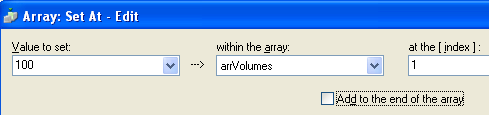 Array: Set At - Edit
Value to set: within the array: at the [ index ] :
100 ---> arrVolumes 1
Add to the end of the array